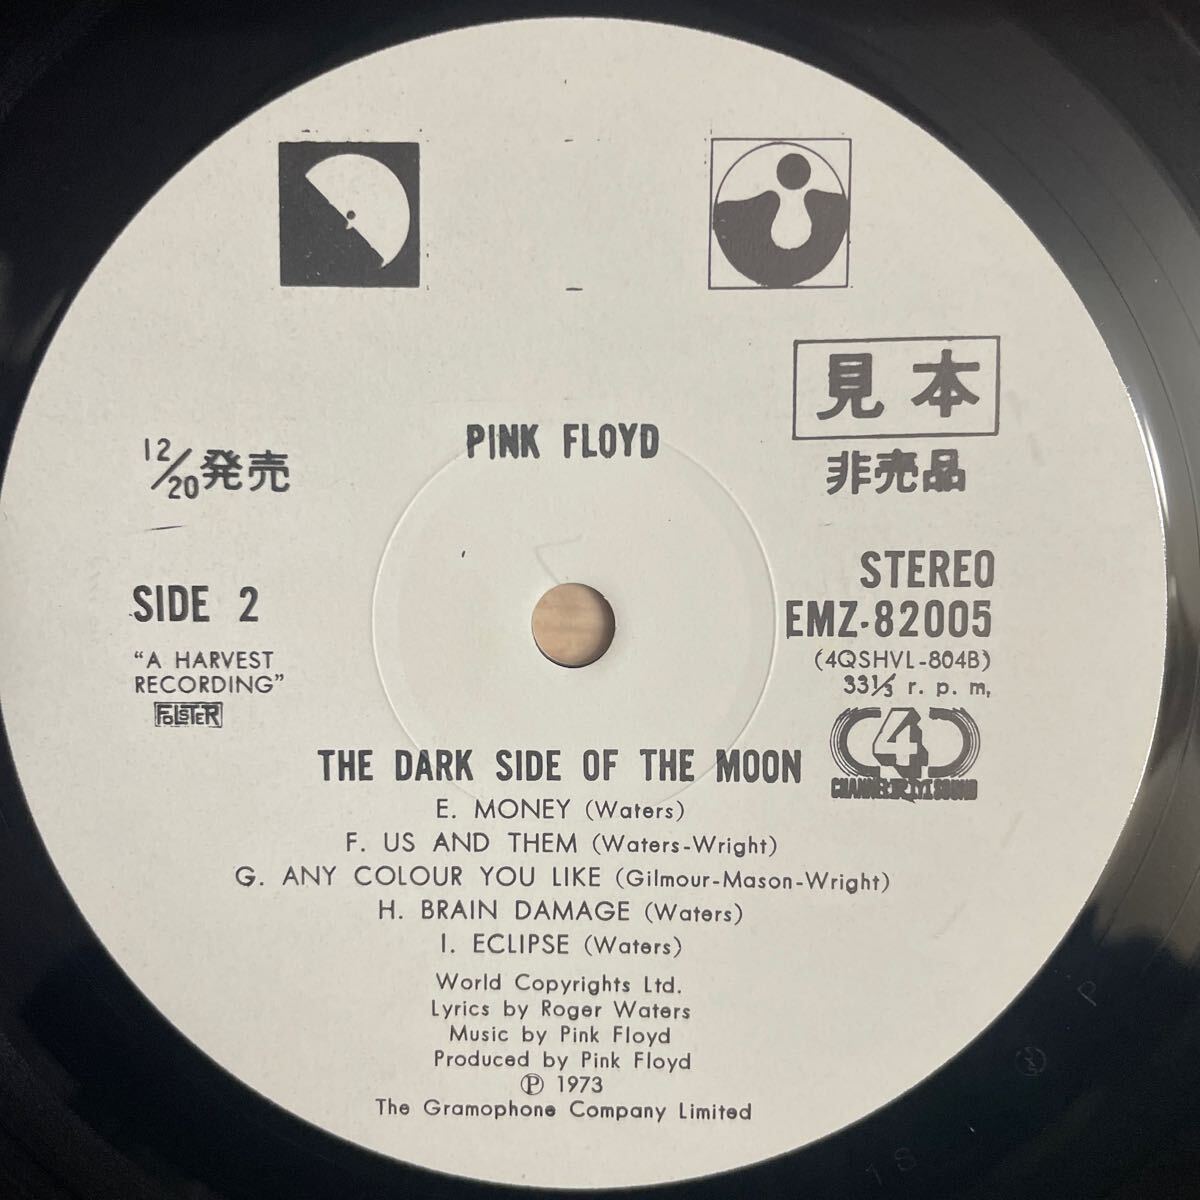 見本
非売品
12/20発売
PINK FLOYD
STEREO
EMZ-82005
(4QSHVL-804B)
33⅓ r. p. m,
SIDE 2
"A HARVEST
RECORDING"
4
THE DARK SIDE OF THE MOON
E. MONEY (Waters)
F. US AND THEM (Waters-Wright)
G. ANY COLOUR YOU LIKE (Gilmour-Mason-Wright)
H. BRAIN DAMAGE (Waters)
I. ECLIPSE (Waters)
World Copyrights Ltd.
Lyrics by Roger Waters
Music by Pink Floyd
Produced by Pink Floyd
℗ 1973
The Gramophone Company Limited
P